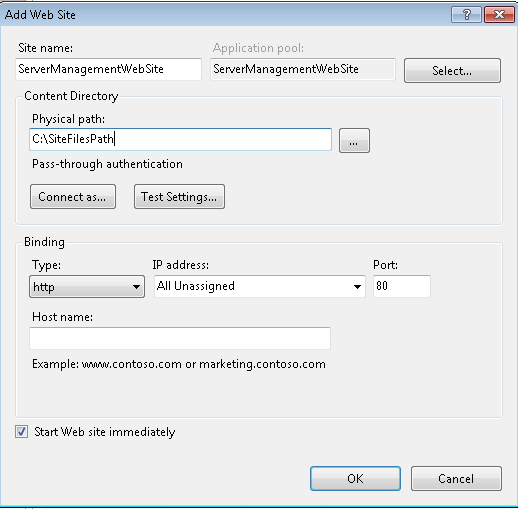 Add Web Site
Site name: Application pool:
ServerManagementWebSite ServerManagementWebSite Select...
Content Directory
Physical path:
C:\SiteFilesPath ...
Pass-through authentication
Connect as... Test Settings...
Binding
Type: IP address: Port:
http All Unassigned 80
Host name:
Example: www.contoso.com or marketing.contoso.com
Start Web site immediately
OK Cancel